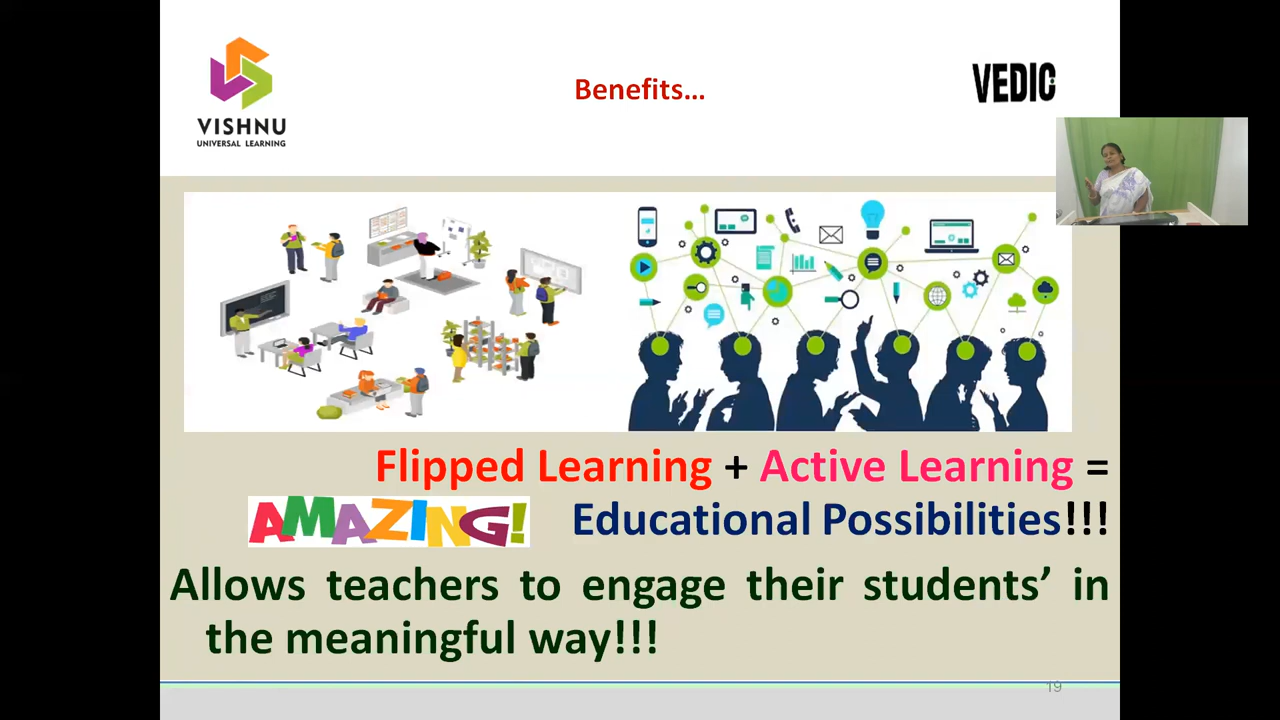 VISHNU
UNIVERSAL LEARNING
Benefits...
VEDIC
Flipped Learning + Active Learning =
AMAZING! Educational Possibilities!!!
Allows teachers to engage their students’ in
the meaningful way!!!
19